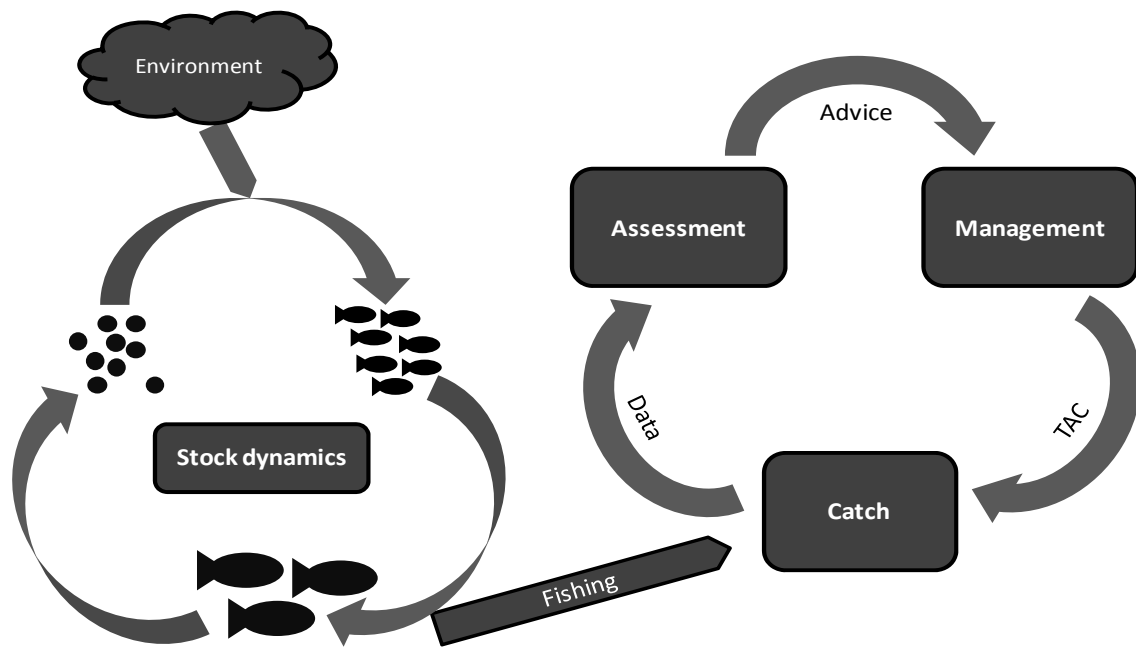 Environment
Advice
Assessment
Management
Data
TAC
Stock dynamics
Catch
Fishing